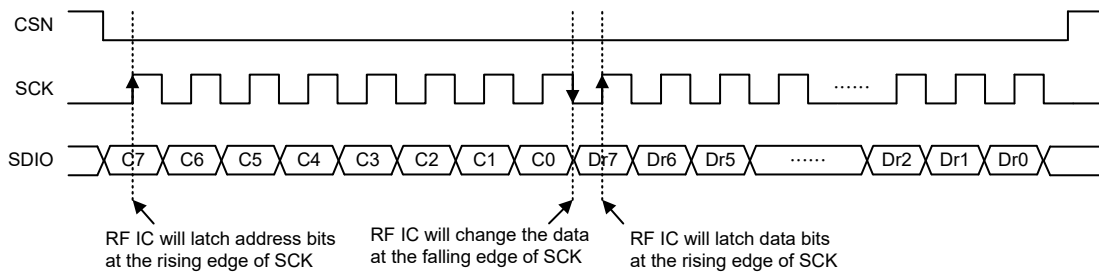 CSN
SCK
······
SDIO
C7 C6 C5 C4 C3 C2 C1 C0 Dr7 Dr6 Dr5 ······ Dr2 Dr1 Dr0
RF IC will latch address bits
at the rising edge of SCK
RF IC will change the data
at the falling edge of SCK
RF IC will latch data bits
at the rising edge of SCK